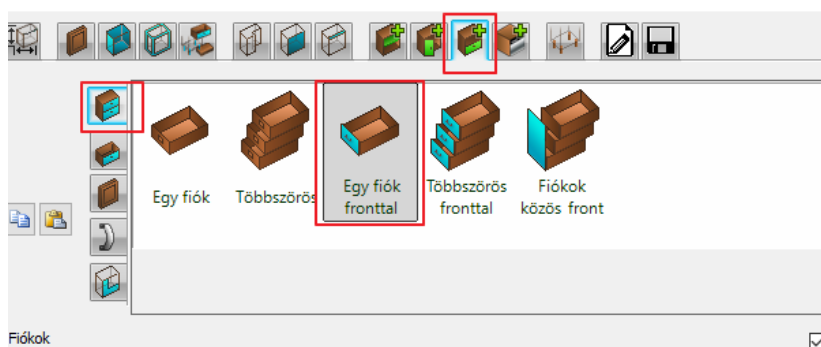 Egy fiók
Többszörös
Egy fiók
fronttal
Többszörös
fronttal
Fiókok
közös front
Fiókok